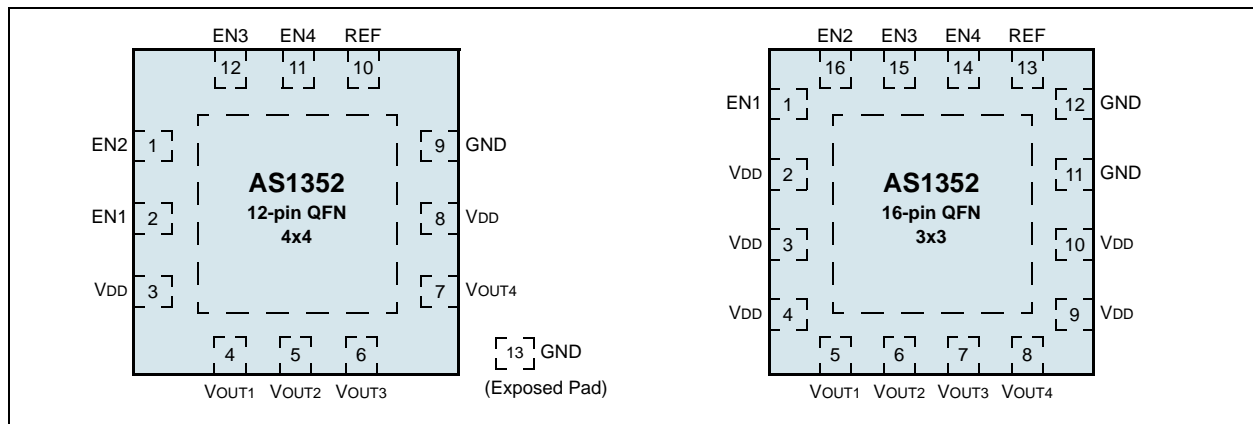 EN3 EN4 REF
12 11 10
EN2 1 9 GND
AS1352
12-pin QFN
4x4
EN1 2 8 VDD
VDD 3 7 VOUT4
4 5 6
VOUT1 VOUT2 VOUT3
13 GND
(Exposed Pad)
EN2 EN3 EN4 REF
16 15 14 13
EN1 1 12 GND
VDD 2 11 GND
AS1352
16-pin QFN
3x3
VDD 3 10 VDD
VDD 4 9 VDD
5 6 7 8
VOUT1 VOUT2 VOUT3 VOUT4